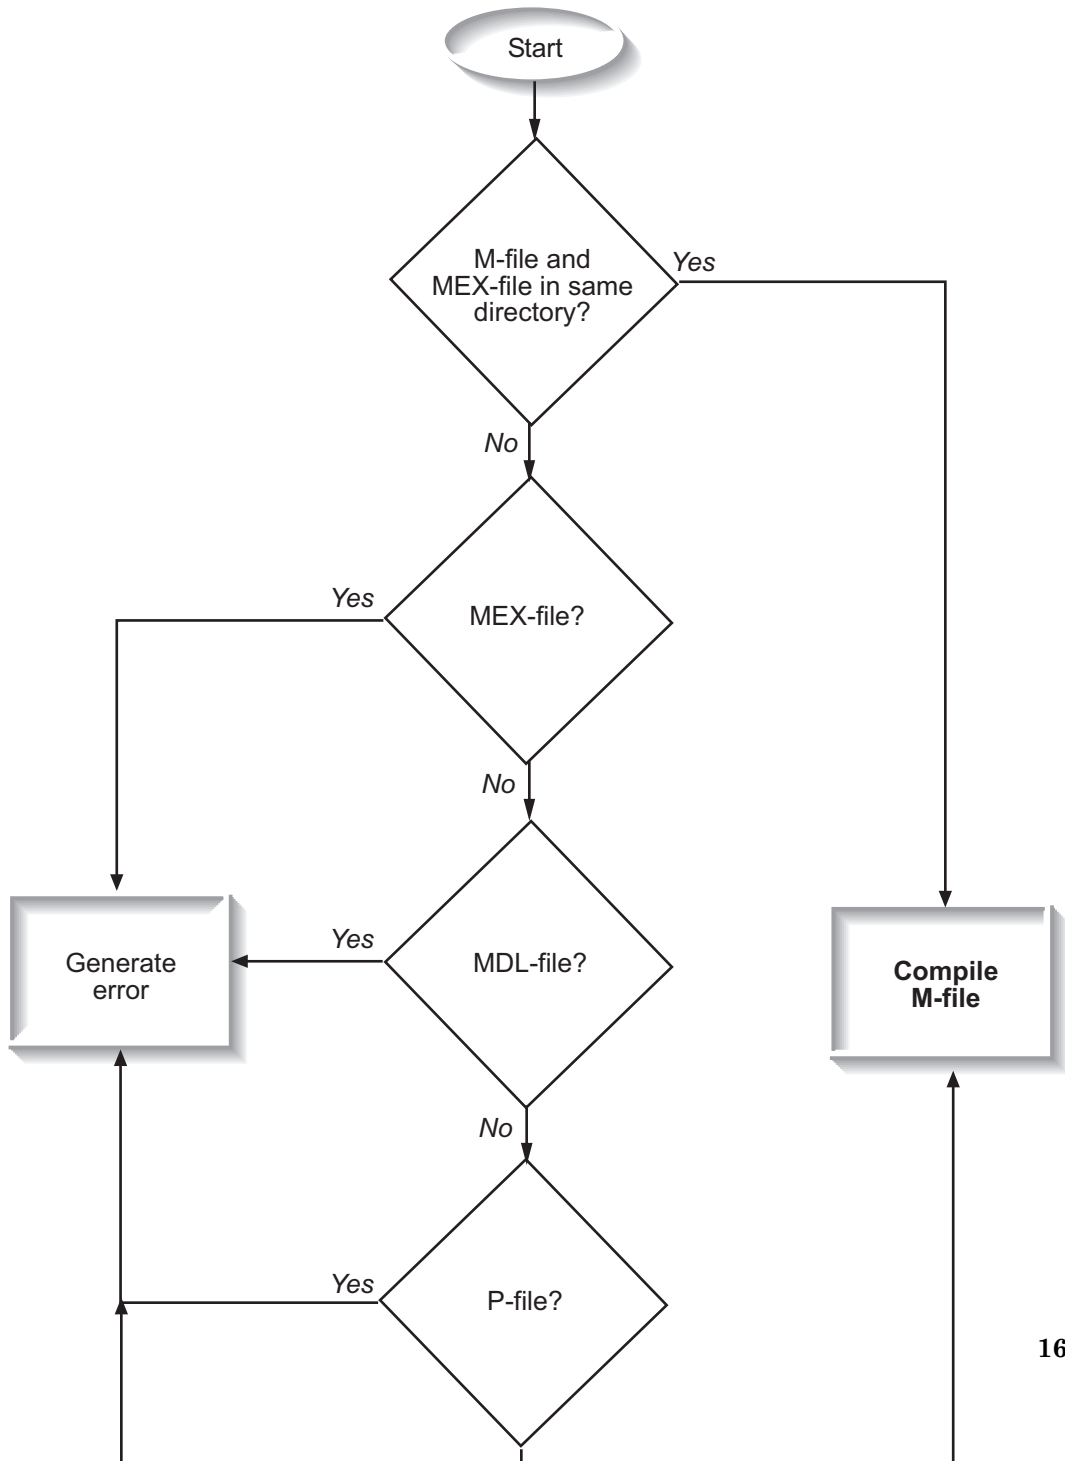 Start
M-file and
MEX-file in same
directory?
Yes
No
Yes
MEX-file?
No
Generate
error
Yes
MDL-file?
Compile
M-file
No
Yes
P-file?
16